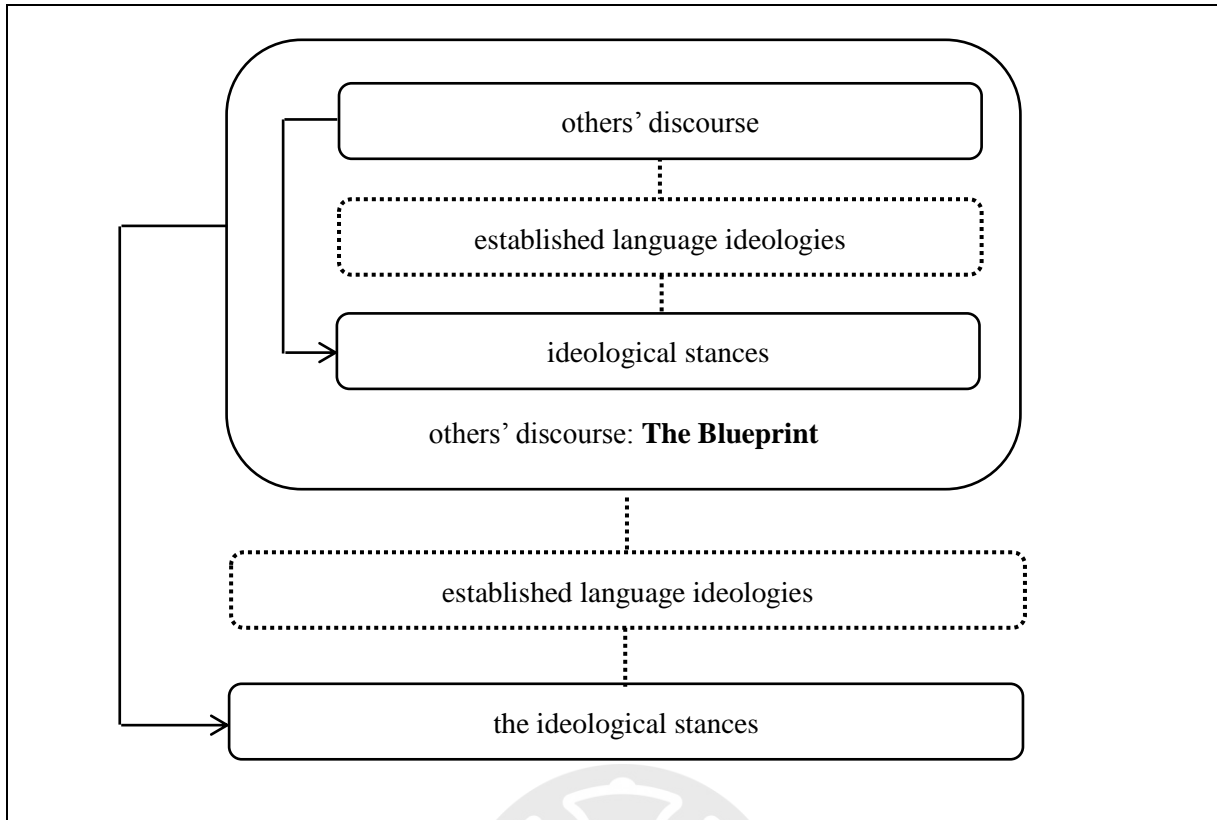 others’ discourse
established language ideologies
ideological stances
others’ discourse: The Blueprint
established language ideologies
the ideological stances